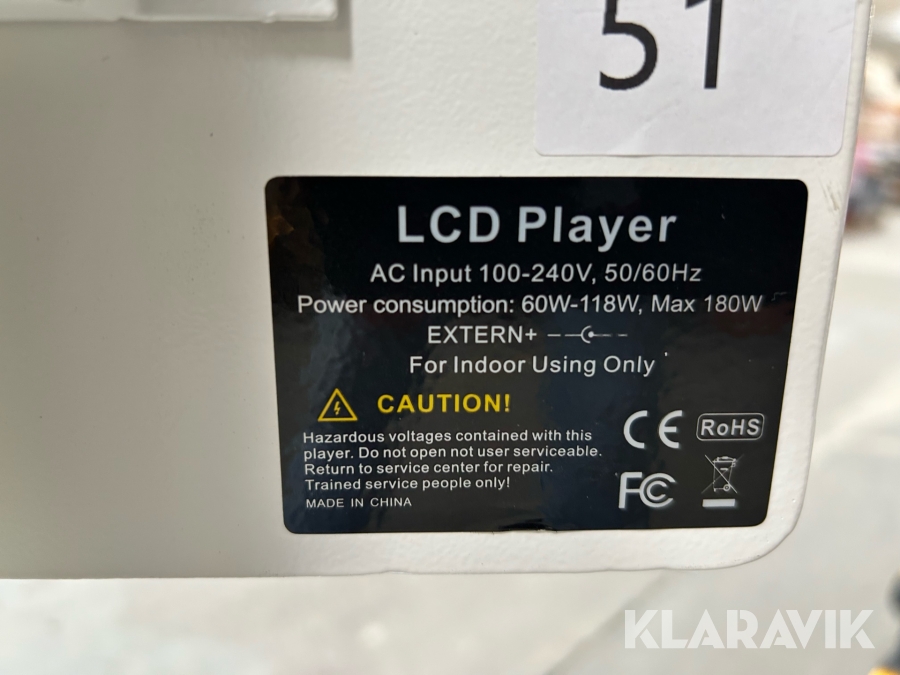 51
LCD Player
AC Input 100-240V, 50/60Hz
Power consumption: 60W-118W, Max 180W
EXTERN+
For Indoor Using Only
CAUTION!
Hazardous voltages contained with this
player. Do not open not user serviceable.
Return to service center for repair.
Trained service people only!
MADE IN CHINA
CE RoHS
FC
KLARAVIK